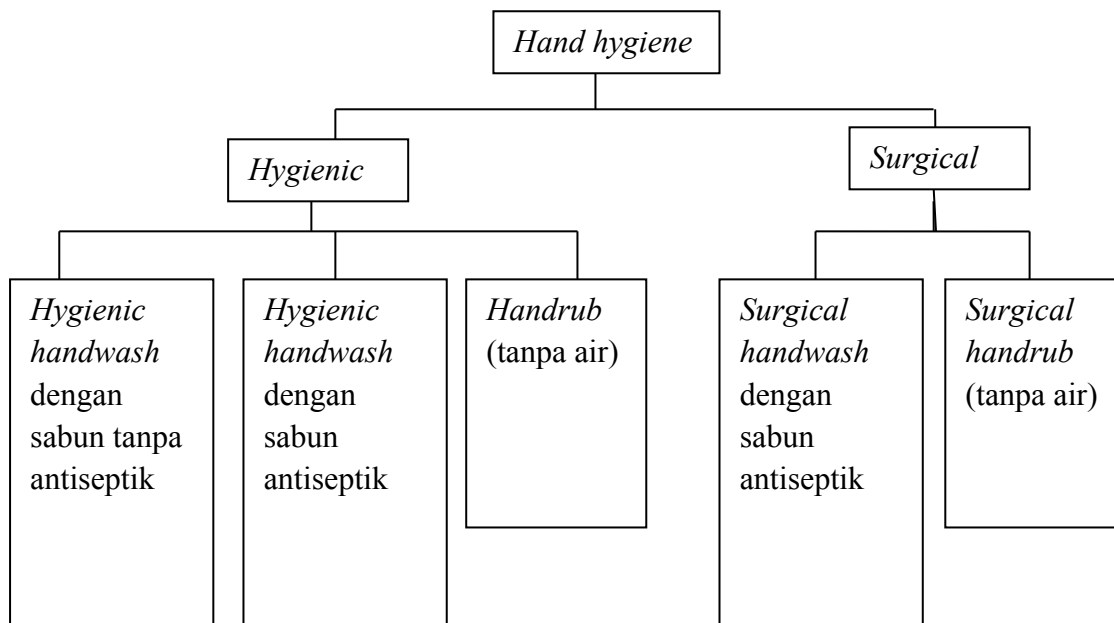 Hand hygiene
Hygienic
Surgical
Hygienic
handwash
dengan
sabun tanpa
antiseptik
Hygienic
handwash
dengan
sabun
antiseptik
Handrub
(tanpa air)
Surgical
handwash
dengan
sabun
antiseptik
Surgical
handrub
(tanpa air)